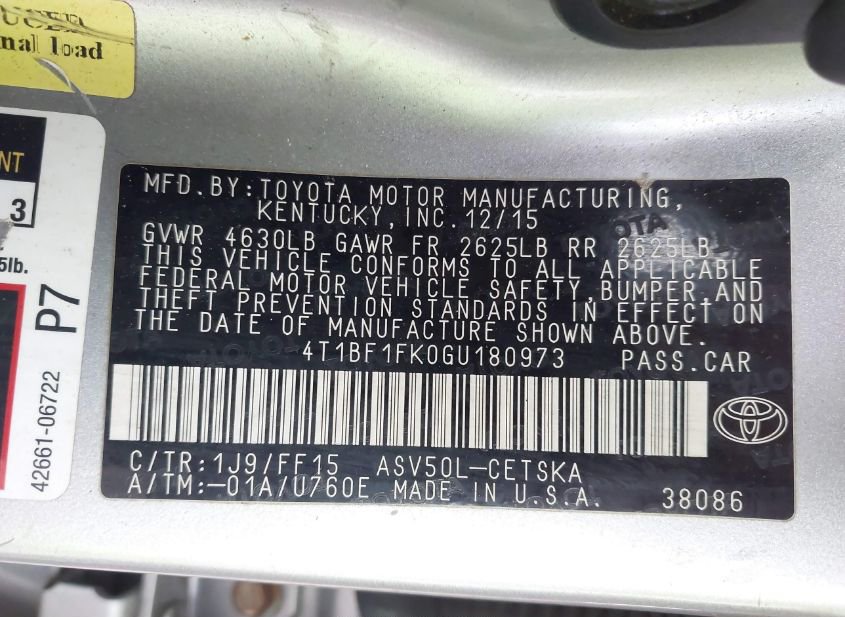 nal load
NT
3
5lb.
P7
42661-06722
MFD.BY:TOYOTA MOTOR MANUFACTURING,
KENTUCKY,INC.12/15
GVWR 4630LB GAWR FR 2625LB RR 2625LB
THIS VEHICLE CONFORMS TO ALL APPLICABLE
FEDERAL MOTOR VEHICLE SAFETY,BUMPER,AND
THEFT PREVENTION STANDARDS IN EFFECT ON
THE DATE OF MANUFACTURE SHOWN ABOVE.
4T1BF1FK0GU180973 PASS.CAR
C/TR:1J9/FF15 ASV50L-CETSKA
A/TM:-01A/U760E MADE IN U.S.A. 38086